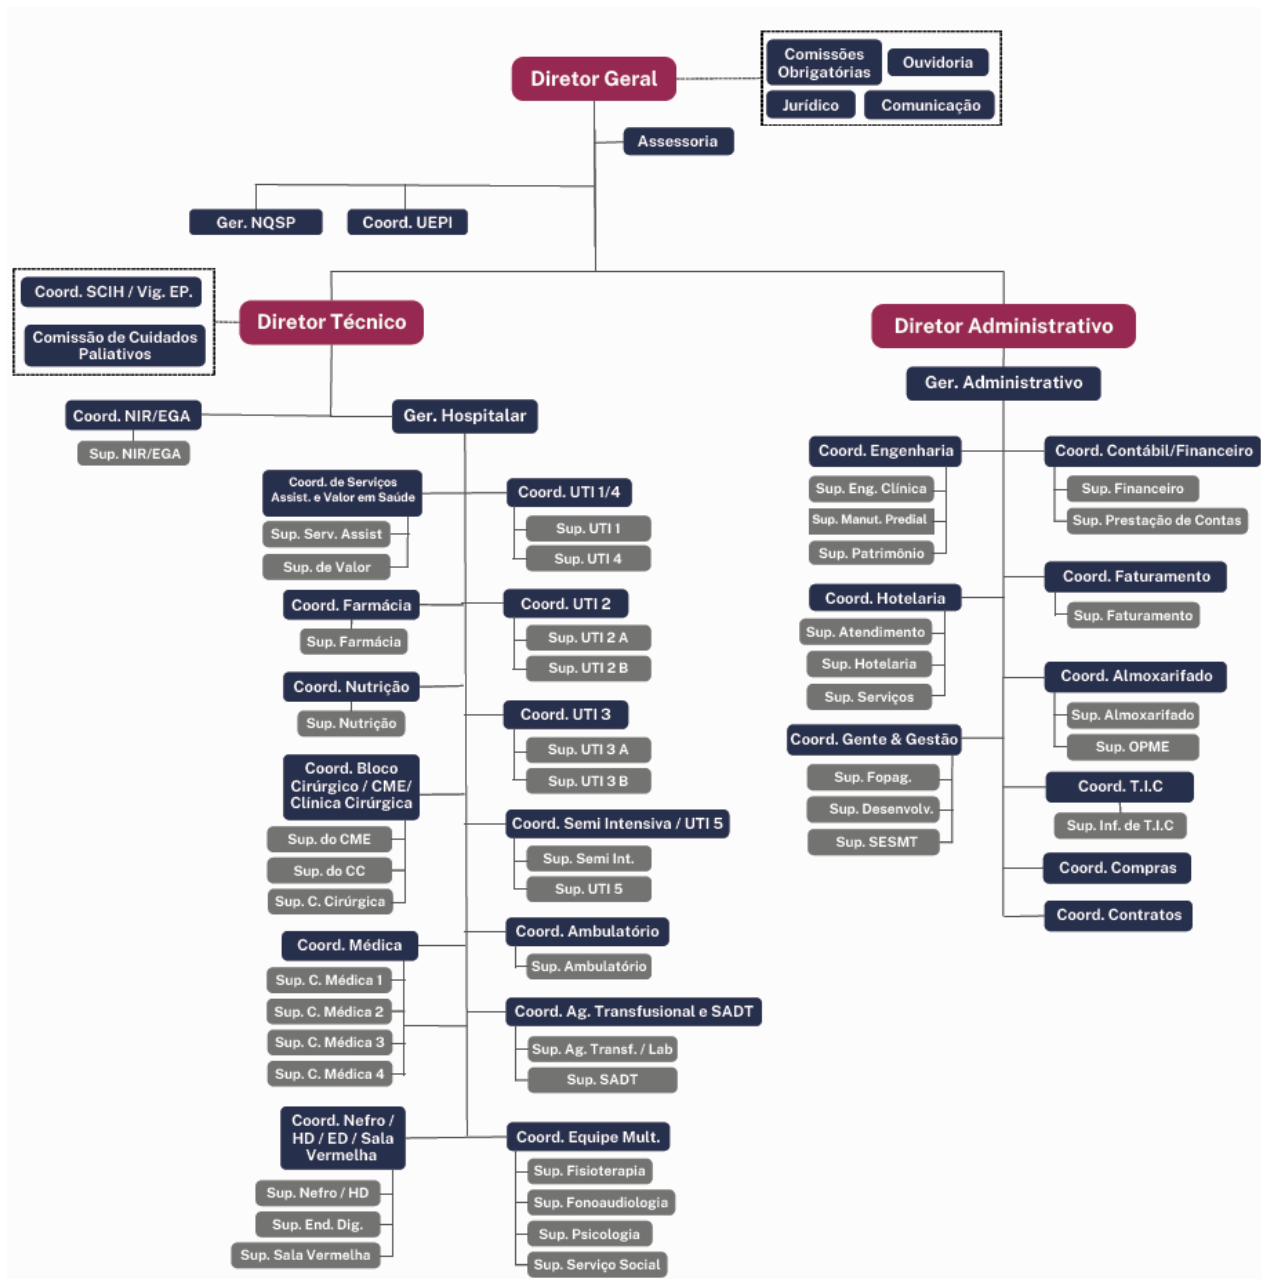 Diretor Geral
Comissões
Obrigatórias
Ouvidoria
Jurídico
Comunicação
Assessoria
Ger. NQSP
Coord. UEPI
Coord. SCIH / Vig. EP.
Comissão de Cuidados
Paliativos
Diretor Técnico
Diretor Administrativo
Ger. Administrativo
Coord. NIR/EGA
Sup. NIR/EGA
Ger. Hospitalar
Coord. de Serviços
Assist. e Valor em Saúde
Sup. Serv. Assist
Sup. de Valor
Coord. Farmácia
Sup. Farmácia
Coord. Nutrição
Sup. Nutrição
Coord. Bloco
Cirúrgico / CME/
Clínica Cirúrgica
Sup. do CME
Sup. do CC
Sup. C. Cirúrgica
Coord. Médica
Sup. C. Médica 1
Sup. C. Médica 2
Sup. C. Médica 3
Sup. C. Médica 4
Coord. Nefro /
HD / ED / Sala
Vermelha
Sup. Nefro / HD
Sup. End. Dig.
Sup. Sala Vermelha
Coord. UTI 1/4
Sup. UTI 1
Sup. UTI 4
Coord. UTI 2
Sup. UTI 2 A
Sup. UTI 2 B
Coord. UTI 3
Sup. UTI 3 A
Sup. UTI 3 B
Coord. Semi Intensiva / UTI 5
Sup. Semi Int.
Sup. UTI 5
Coord. Ambulatório
Sup. Ambulatório
Coord. Ag. Transfusional e SADT
Sup. Ag. Transf. / Lab
Sup. SADT
Coord. Equipe Mult.
Sup. Fisioterapia
Sup. Fonoaudiologia
Sup. Psicologia
Sup. Serviço Social
Coord. Engenharia
Sup. Eng. Clínica
Sup. Manut. Predial
Sup. Patrimônio
Coord. Hotelaria
Sup. Atendimento
Sup. Hotelaria
Sup. Serviços
Coord. Gente & Gestão
Sup. Fopag.
Sup. Desenvolv.
Sup. SESMT
Coord. Contábil/Financeiro
Sup. Financeiro
Sup. Prestação de Contas
Coord. Faturamento
Sup. Faturamento
Coord. Almoxarifado
Sup. Almoxarifado
Sup. OPME
Coord. T.I.C
Sup. Inf. de T.I.C
Coord. Compras
Coord. Contratos